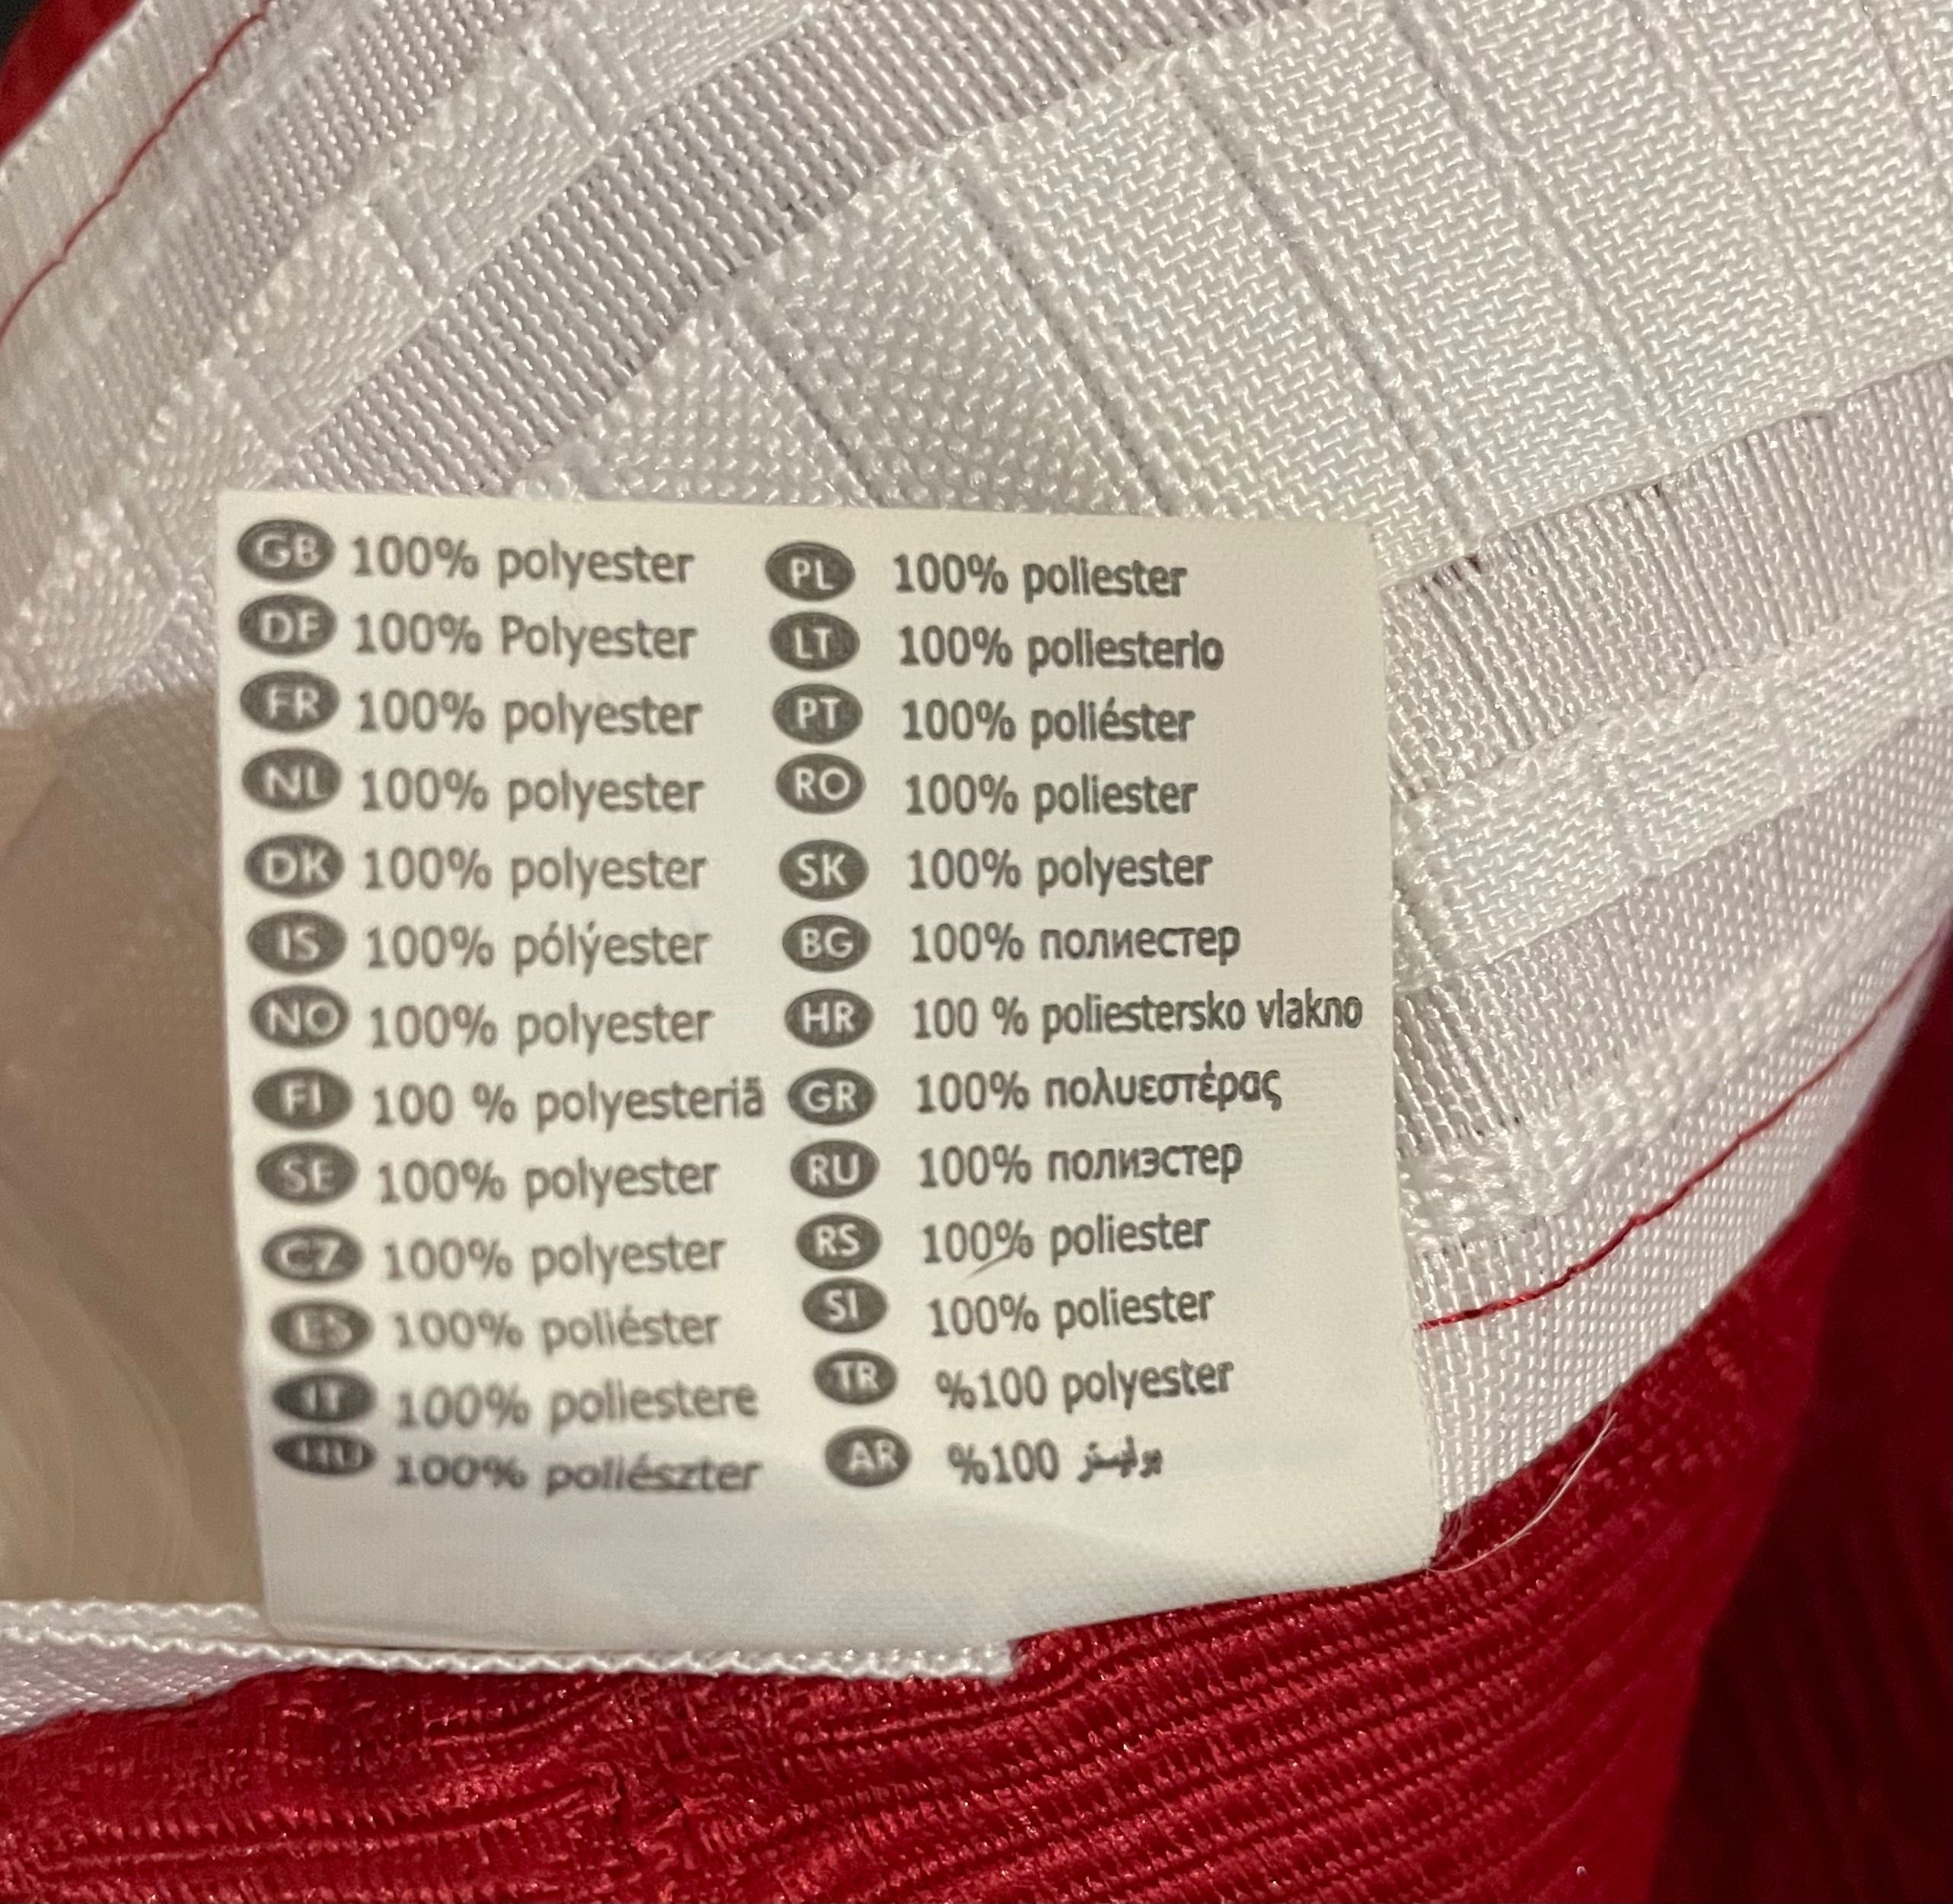 GB 100% polyester
DE 100% Polyester
FR 100% polyester
NL 100% polyester
DK 100% polyester
IS 100% pólýester
NO 100% polyester
FI 100 % polyesteriä
SE 100% polyester
CZ 100% polyester
ES 100% poliéster
IT 100% poliestere
HU 100% poliészter
PL 100% poliester
LT 100% poliesterio
PT 100% poliéster
RO 100% poliester
SK 100% polyester
BG 100% полиестер
HR 100 % poliestersko vlakno
GR 100% πολυεστέρας
RU 100% полиэстер
RS 100% poliester
SI 100% poliester
TR %100 polyester
AR %100 بوليستر